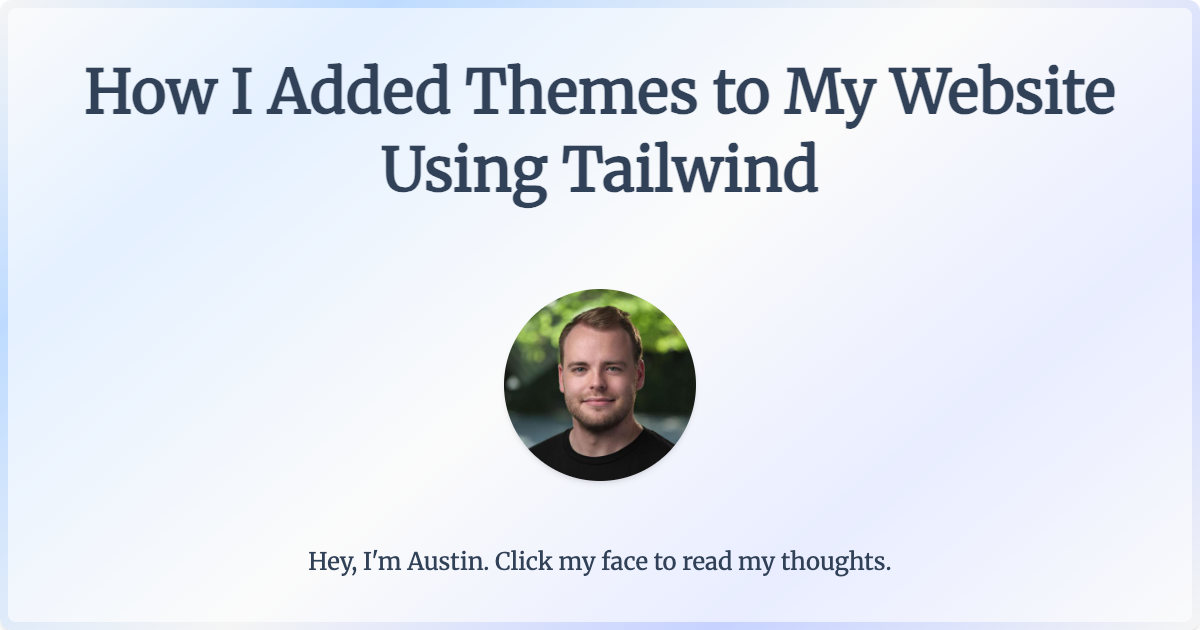 How I Added Themes to My Website
Using Tailwind
Hey, I'm Austin. Click my face to read my thoughts.